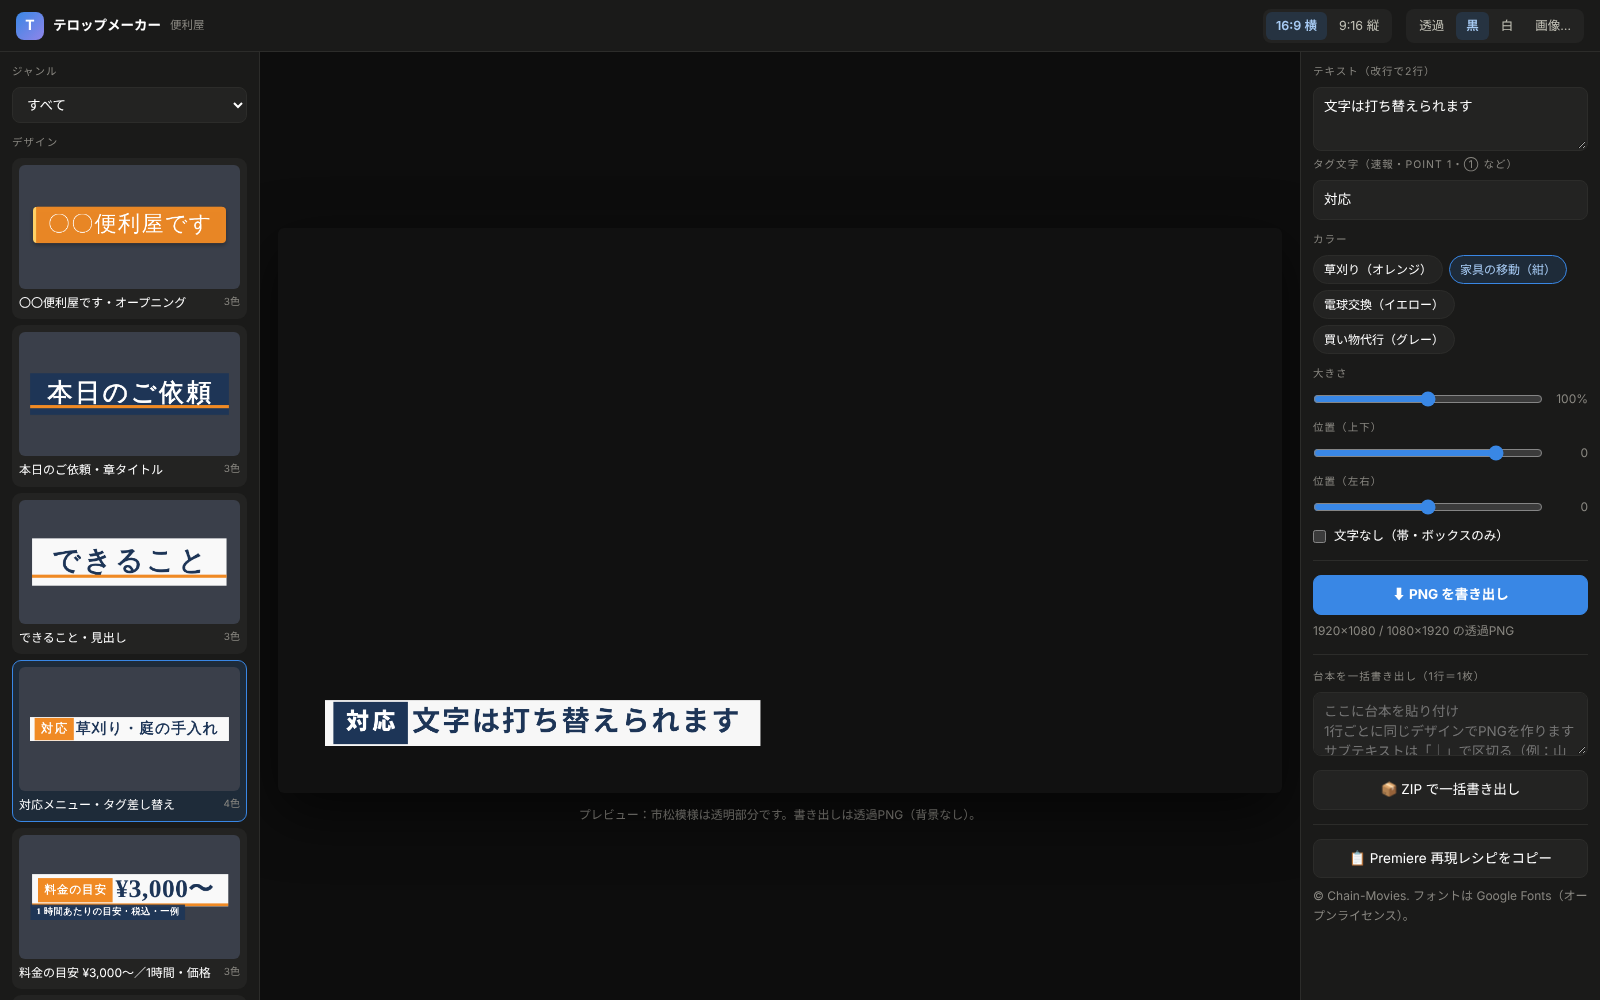 T テロップメーカー 便利屋
16:9 横 9:16 縦 透過 黒 白 画像...
ジャンル
すべて
デザイン
〇〇便利屋です
〇〇便利屋です・オープニング 3色
本日のご依頼
本日のご依頼・章タイトル 3色
できること
できること・見出し 3色
対応 草刈り・庭の手入れ
対応メニュー・タグ差し替え 4色
料金の目安 ¥3,000〜
1時間あたりの目安・税込・一例
料金の目安 ¥3,000〜／1時間・価格 3色
対応 文字は打ち替えられます
プレビュー：市松模様は透明部分です。書き出しは透過PNG（背景なし）。
テキスト（改行で2行）
文字は打ち替えられます
タグ文字（速報・POINT 1・① など）
対応
カラー
草刈り（オレンジ） 家具の移動（紺）
電球交換（イエロー）
買い物代行（グレー）
大きさ
100%
位置（上下）
0
位置（左右）
0
文字なし（帯・ボックスのみ）
⬇ PNG を書き出し
1920×1080 / 1080×1920 の透過PNG
台本を一括書き出し（1行＝1枚）
ここに台本を貼り付け
1行ごとに同じデザインでPNGを作ります
サブテキストは「｜」で区切る（例：山
📦 ZIP で一括書き出し
📋 Premiere 再現レシピをコピー
© Chain-Movies. フォントは Google Fonts（オー
プンライセンス）。